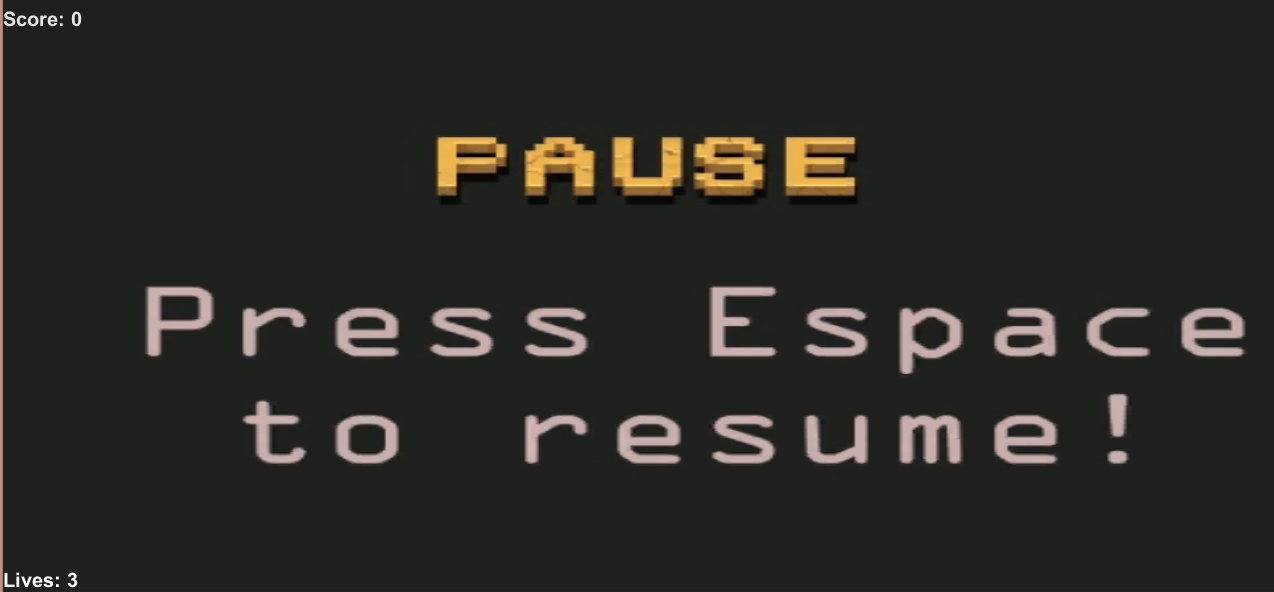 Score: 0
PAUSE
Press Espace
to resume!
Lives: 3